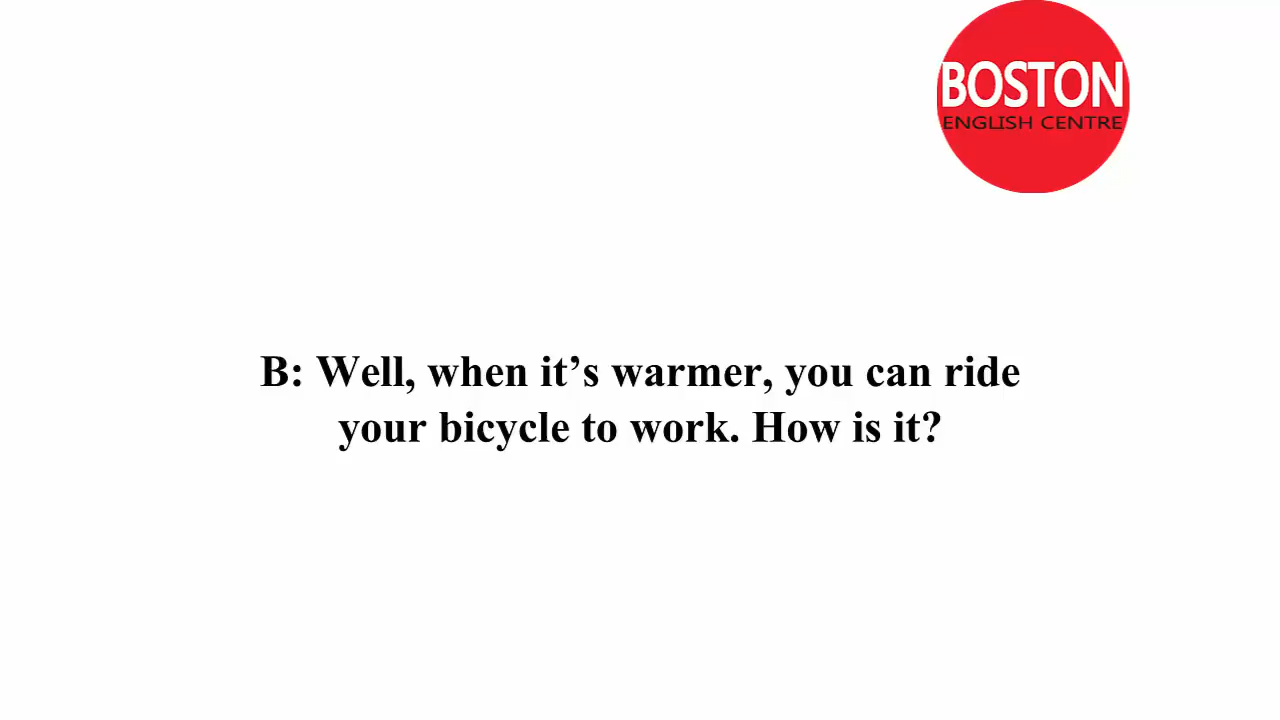 BOSTON
ENGLISH CENTRE
B: Well, when it’s warmer, you can ride
your bicycle to work. How is it?